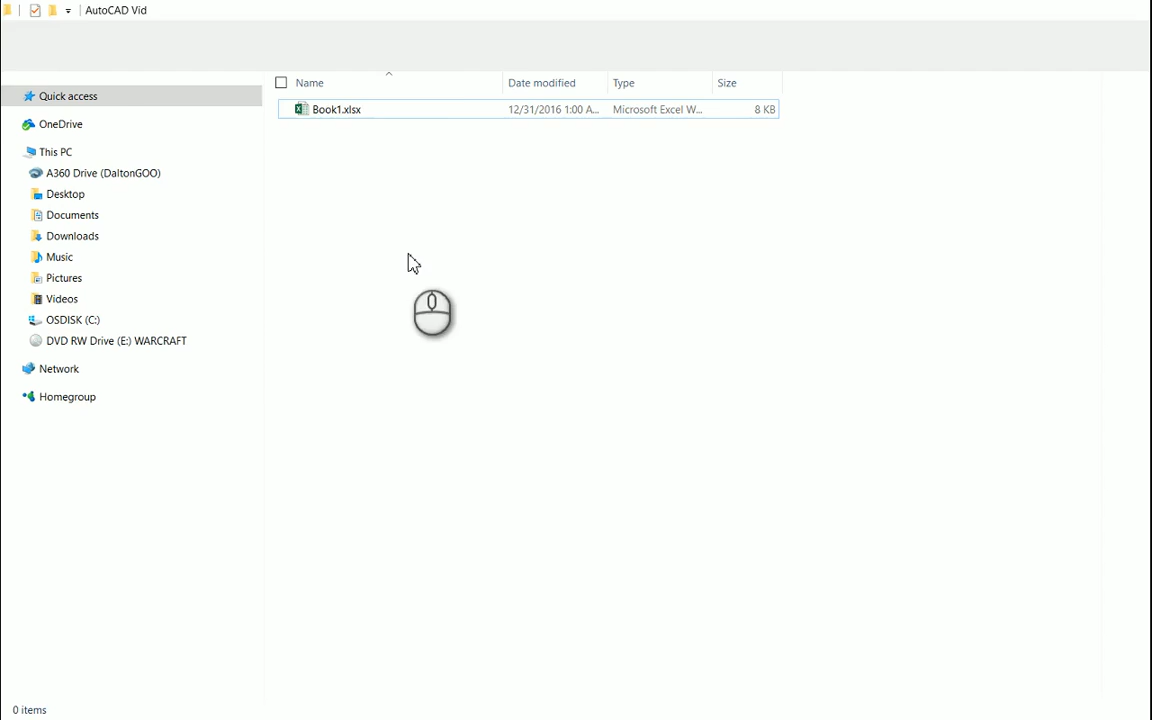 AutoCAD Vid
Name Date modified Type Size
Book1.xlsx 12/31/2016 1:00 A... Microsoft Excel W... 8 KB
Quick access
OneDrive
This PC
A360 Drive (DaltonGOO)
Desktop
Documents
Downloads
Music
Pictures
Videos
OSDISK (C:)
DVD RW Drive (E:) WARCRAFT
Network
Homegroup
0 items